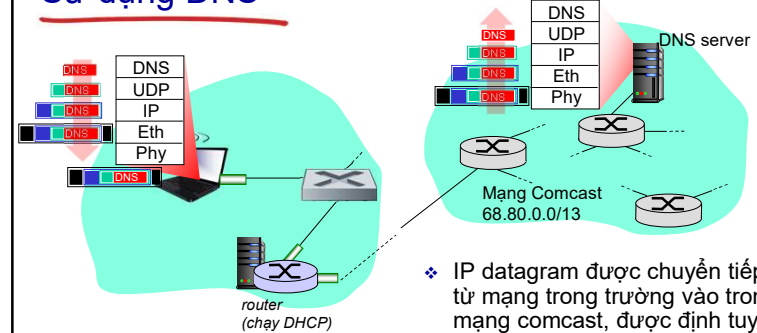 Sử dụng DNS
DNS
DNS
DNS
DNS
DNS
DNS
UDP
IP
Eth
Phy
router
(chạy DHCP)
DNS
DNS
DNS
DNS
DNS
UDP
IP
Eth
Phy
DNS server
Mạng Comcast
68.80.0.0/13
❖ IP datagram được chuyển tiếp
từ mạng trong trường vào
mạng comcast, được định